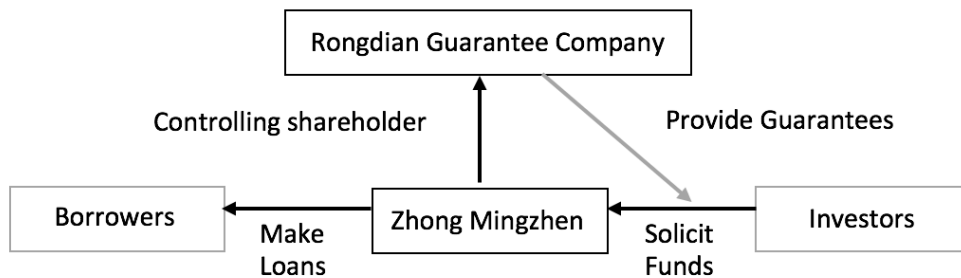 Rongdian Guarantee Company
Controlling shareholder
Provide Guarantees
Borrowers
Make
Loans
Zhong Mingzhen
Solicit
Funds
Investors